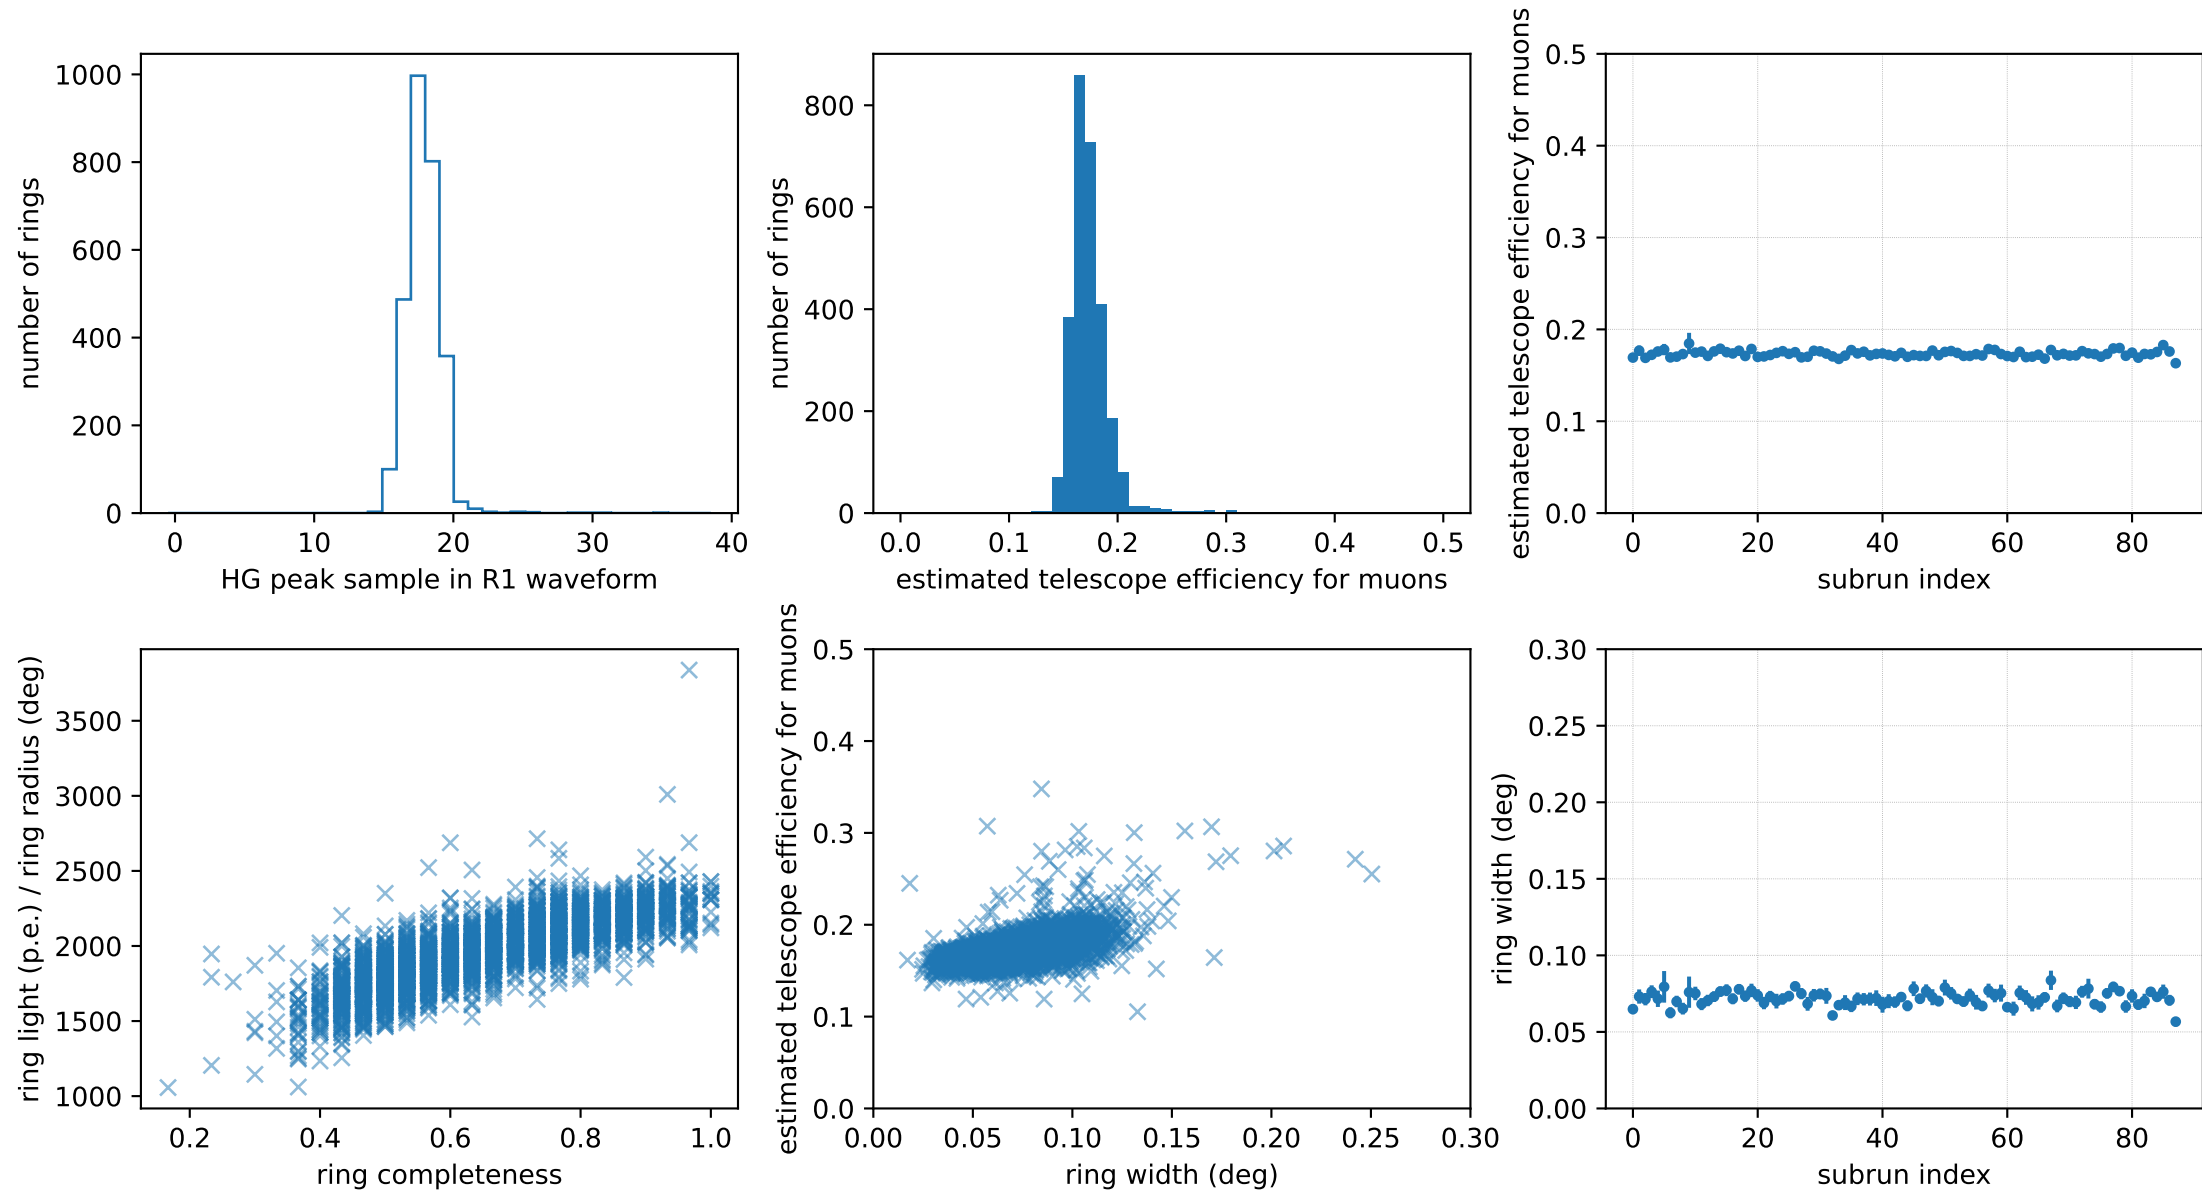 number of rings
1000
800
600
400
200
0
0 10 20 30 40
HG peak sample in R1 waveform
number of rings
800
600
400
200
0
0.0 0.1 0.2 0.3 0.4 0.5
estimated telescope efficiency for muons
estimated telescope efficiency for muons
0.5
0.4
0.3
0.2
0.1
0.0
0 20 40 60 80
subrun index
ring light (p.e.) / ring radius (deg)
3500
3000
2500
2000
1500
1000
0.2 0.4 0.6 0.8 1.0
ring completeness
estimated telescope efficiency for muons
0.5
0.4
0.3
0.2
0.1
0.0
0.00 0.05 0.10 0.15 0.20 0.25 0.30
ring width (deg)
ring width (deg)
0.30
0.25
0.20
0.15
0.10
0.05
0.00
0 20 40 60 80
subrun index